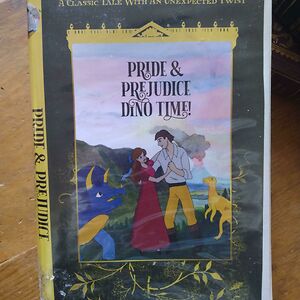 A Classic Tale With An Unexpected Twist
PRIDE &
PREJUDICE
DINO TIME!
PRIDE & PREJUDICE